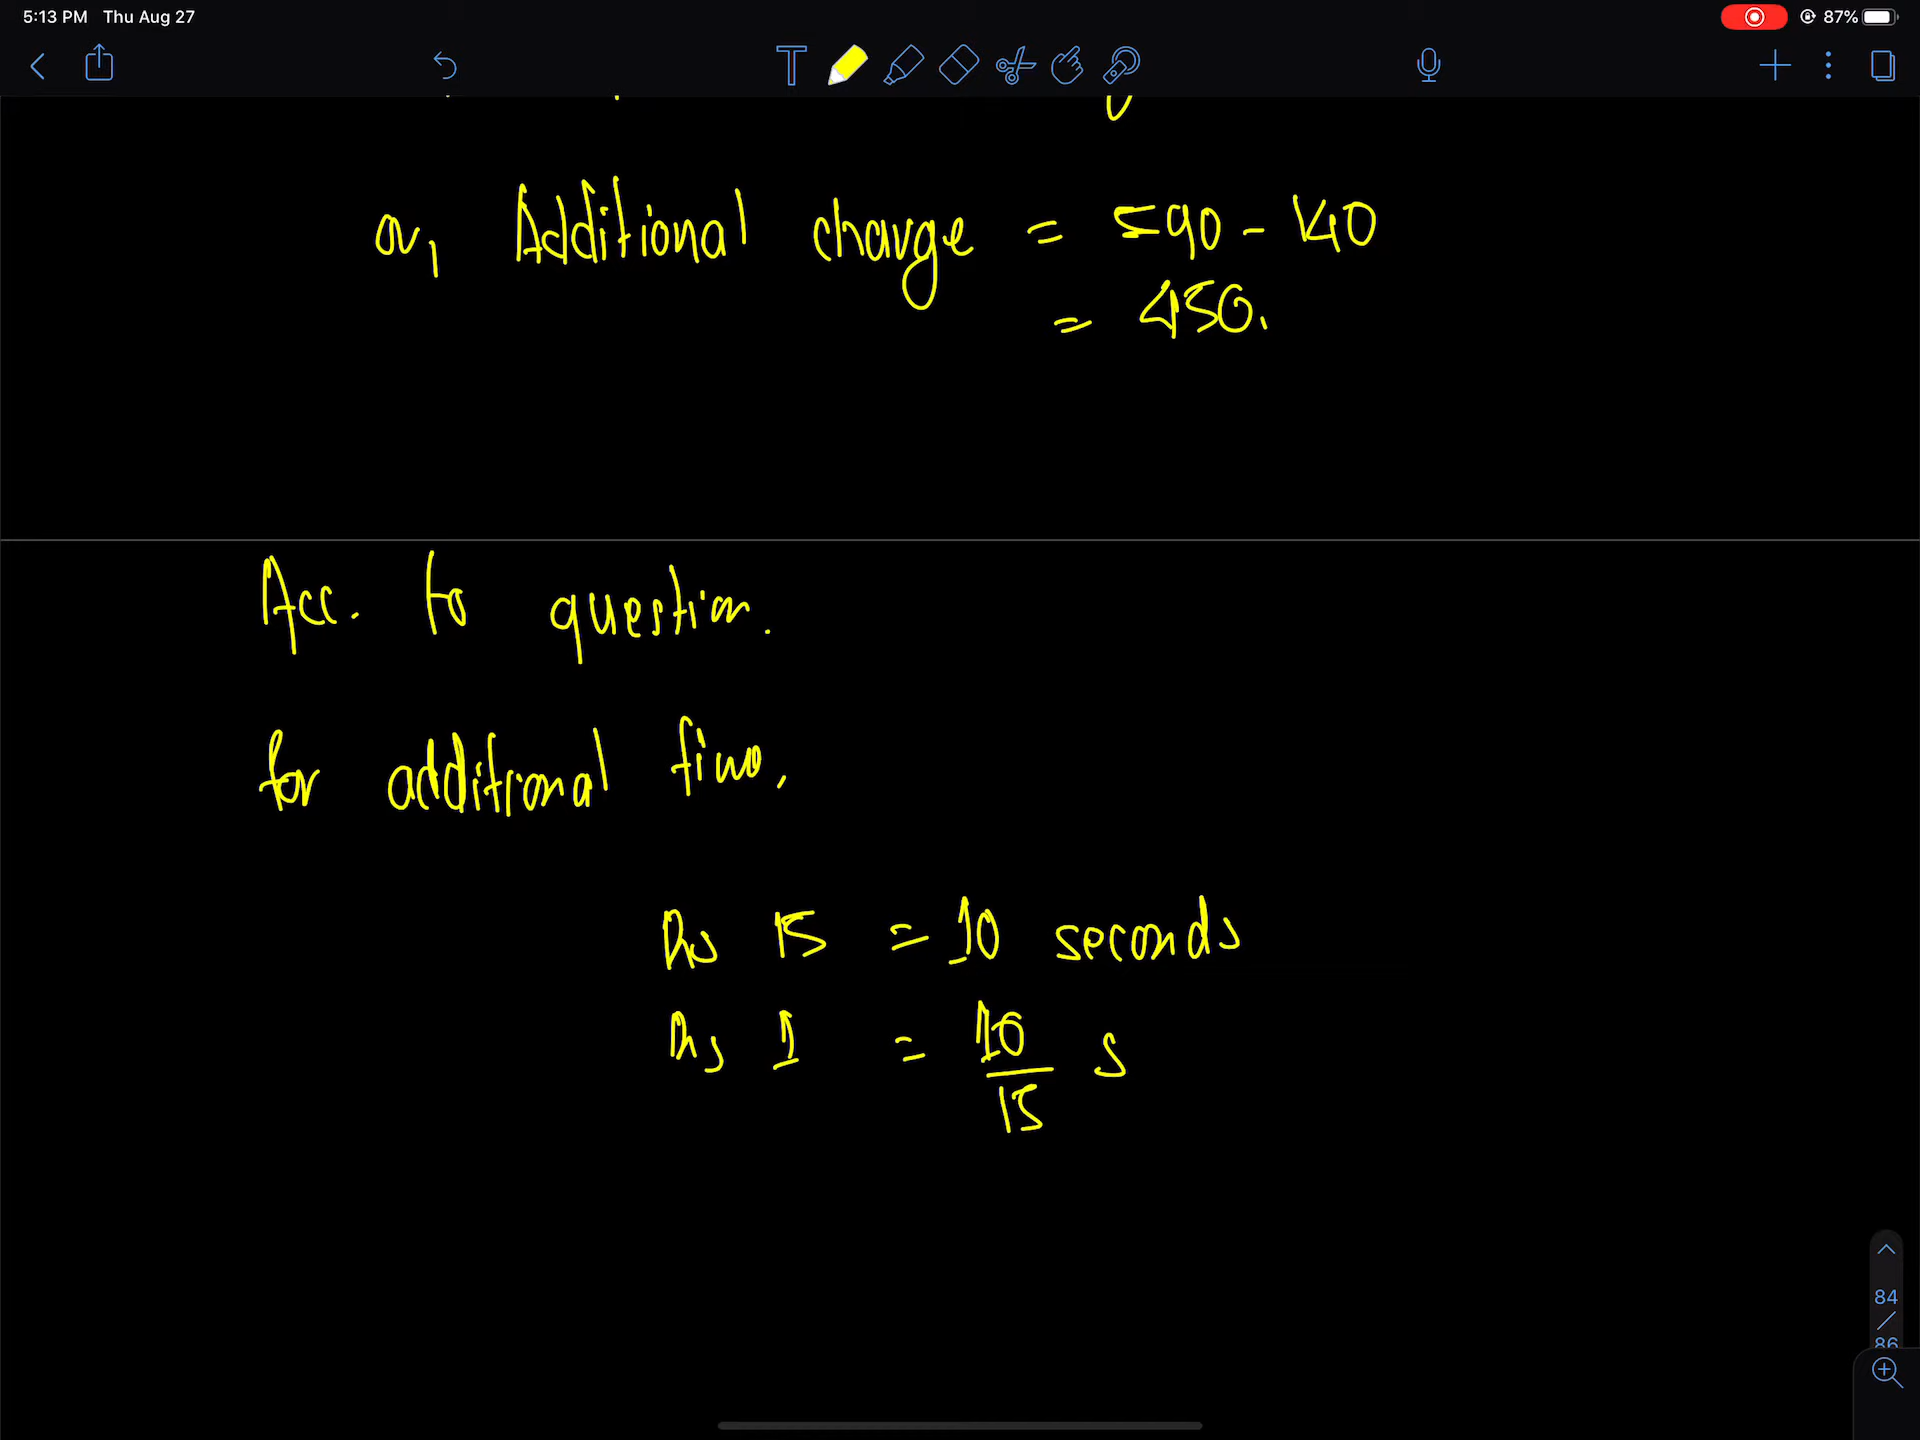 5:13 PM Thu Aug 27
87%
or, Additional charge = 590 - 140
= 450.
Acc. to question.
for additional time,
Rs 15 = 10 seconds
Rs 1 = 10/15 s
84
/
86